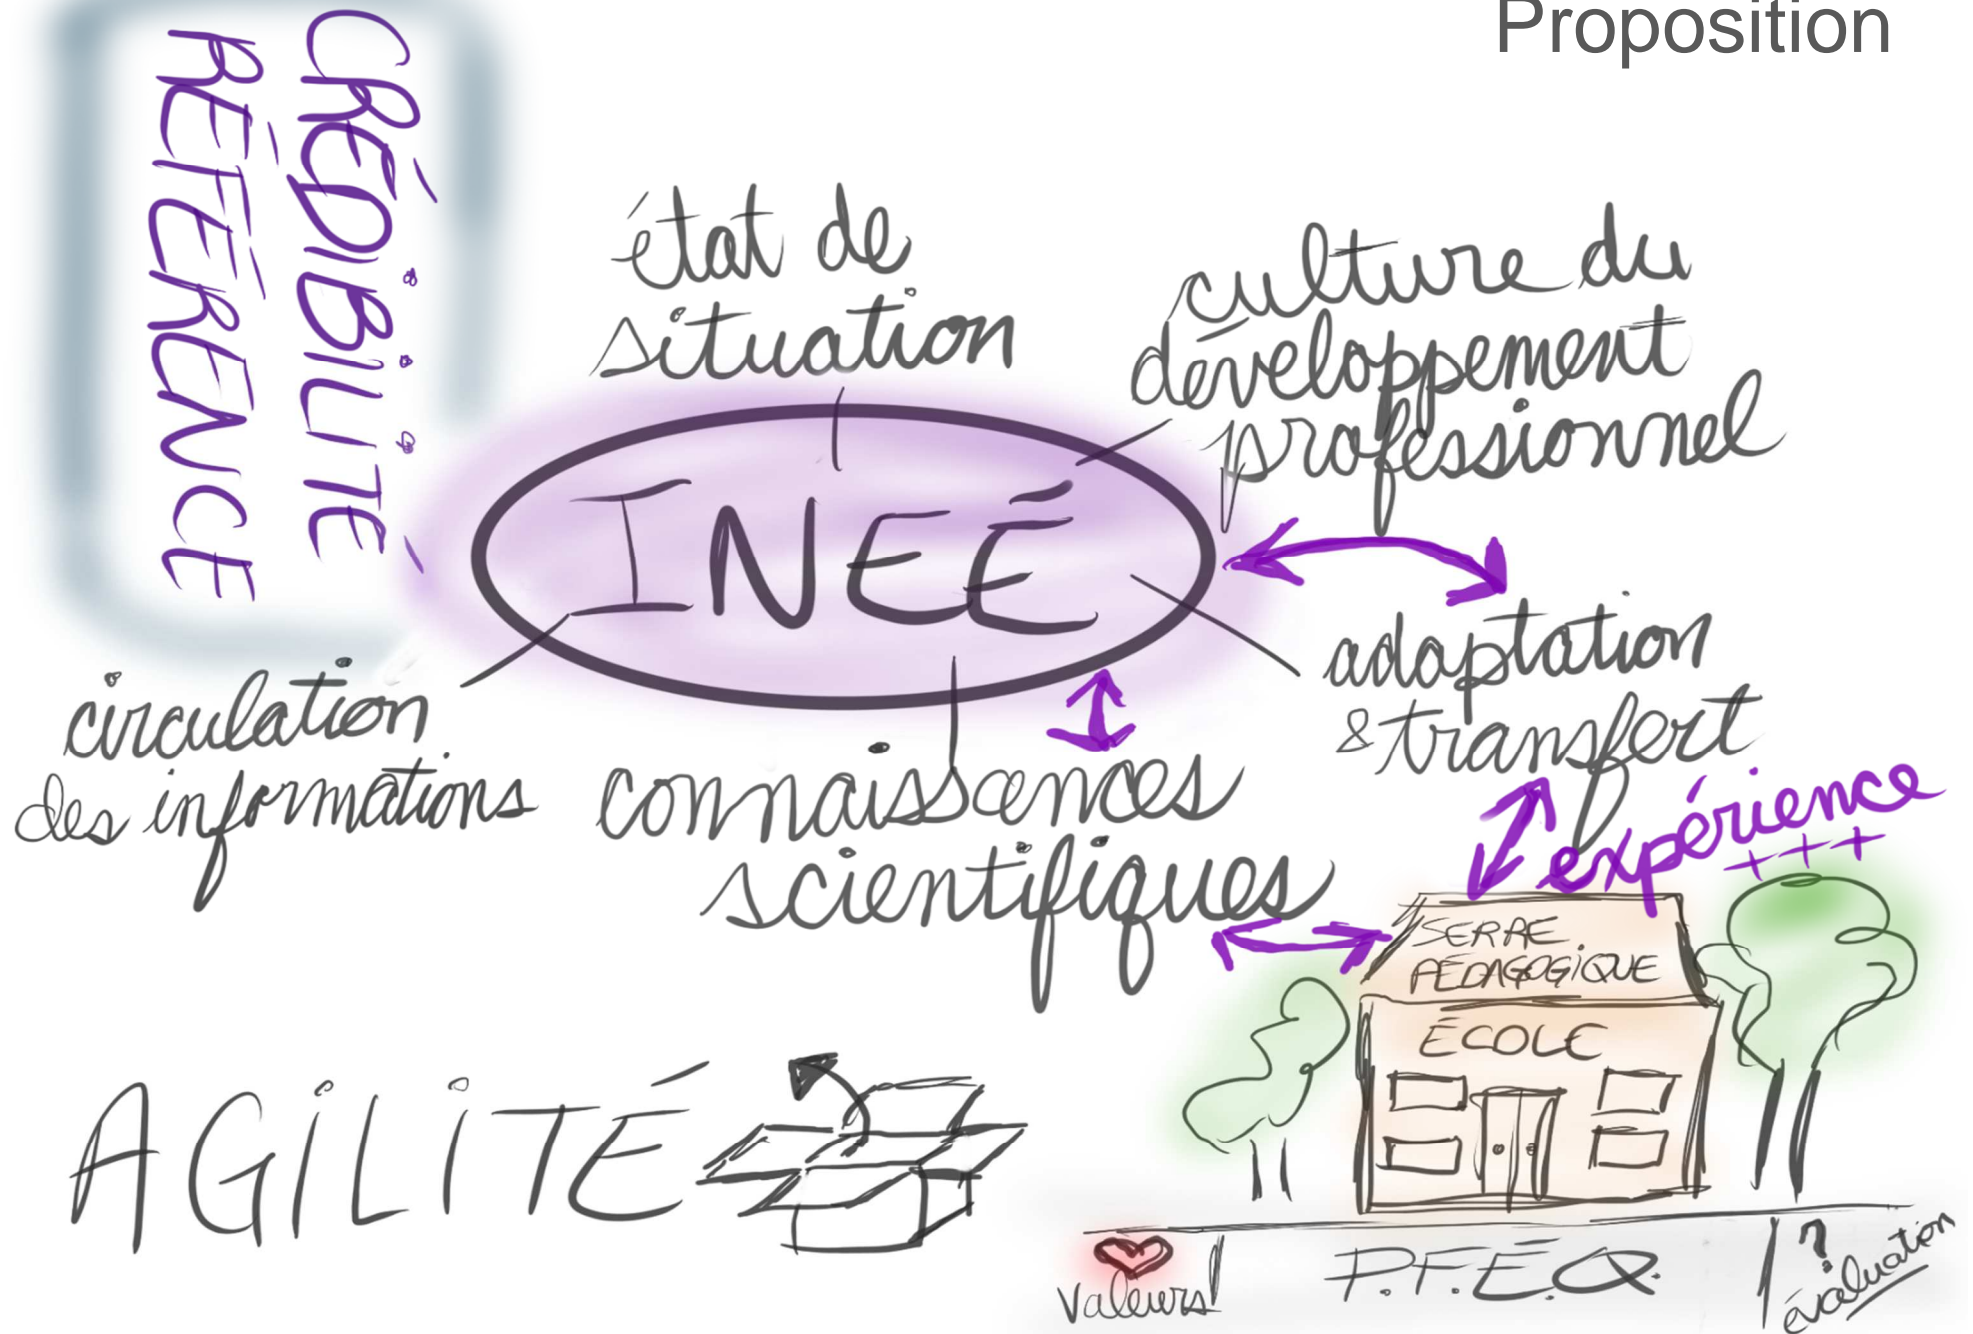 Proposition
CRÉDIBILITÉ
RÉFÉRENCE
état de
situation
culture du
développement
professionnel
INEÉ
adaptation
& transfert
circulation
des informations
connaissances
scientifiques
expérience
+++
SERRE
PÉDAGOGIQUE
ÉCOLE
AGILITÉ
valeurs
P.F.É.Q.
?
évaluation